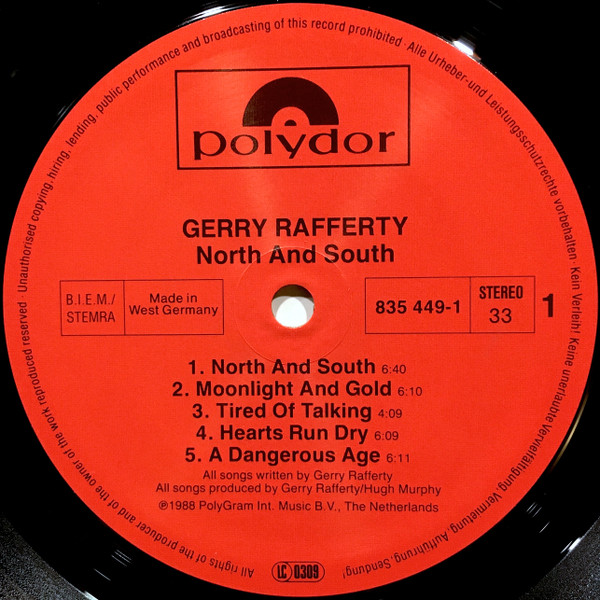 All rights of the producer and of the owner of the work reproduced reserved · Unauthorised copying, hiring, lending, public performance and broadcasting of this record prohibited · Alle Urheber-und Leistungsschutzrechte vorbehalten · Kein Verleih! Keine unerlaubte Vervielfältigung, Vermietung, Aufführung, Sendung!
polydor
GERRY RAFFERTY
North And South
B.I.E.M./
STEMRA
Made in
West Germany
835 449-1
STEREO
33
1
1. North And South 6:40
2. Moonlight And Gold 6:10
3. Tired Of Talking 4:09
4. Hearts Run Dry 6:09
5. A Dangerous Age 6:11
All songs written by Gerry Rafferty
All songs produced by Gerry Rafferty/Hugh Murphy
℗1988 PolyGram Int. Music B.V., The Netherlands
LC 0309